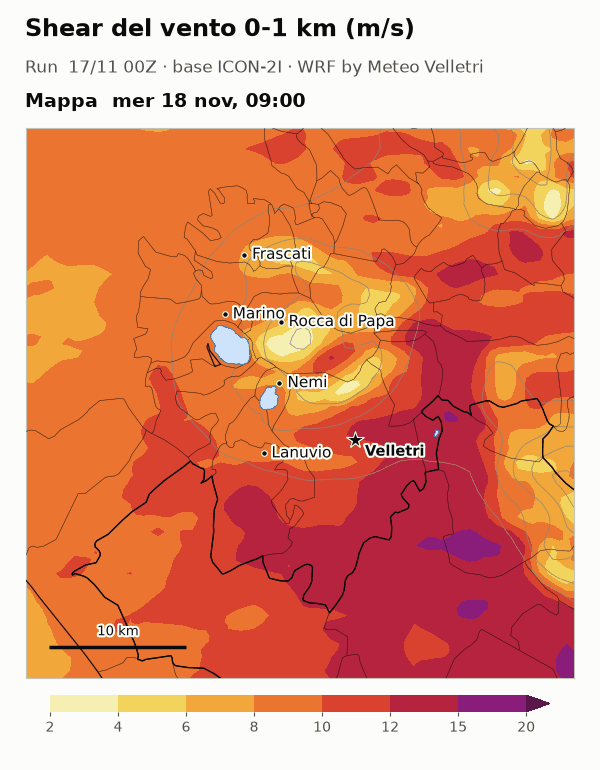 Shear del vento 0-1 km (m/s)
Run  17/11 00Z · base ICON-2I · WRF by Meteo Velletri
Mappa  mer 18 nov, 09:00
Frascati
Marino
Rocca di Papa
Nemi
Lanuvio
Velletri
10 km
2 4 6 8 10 12 15 20